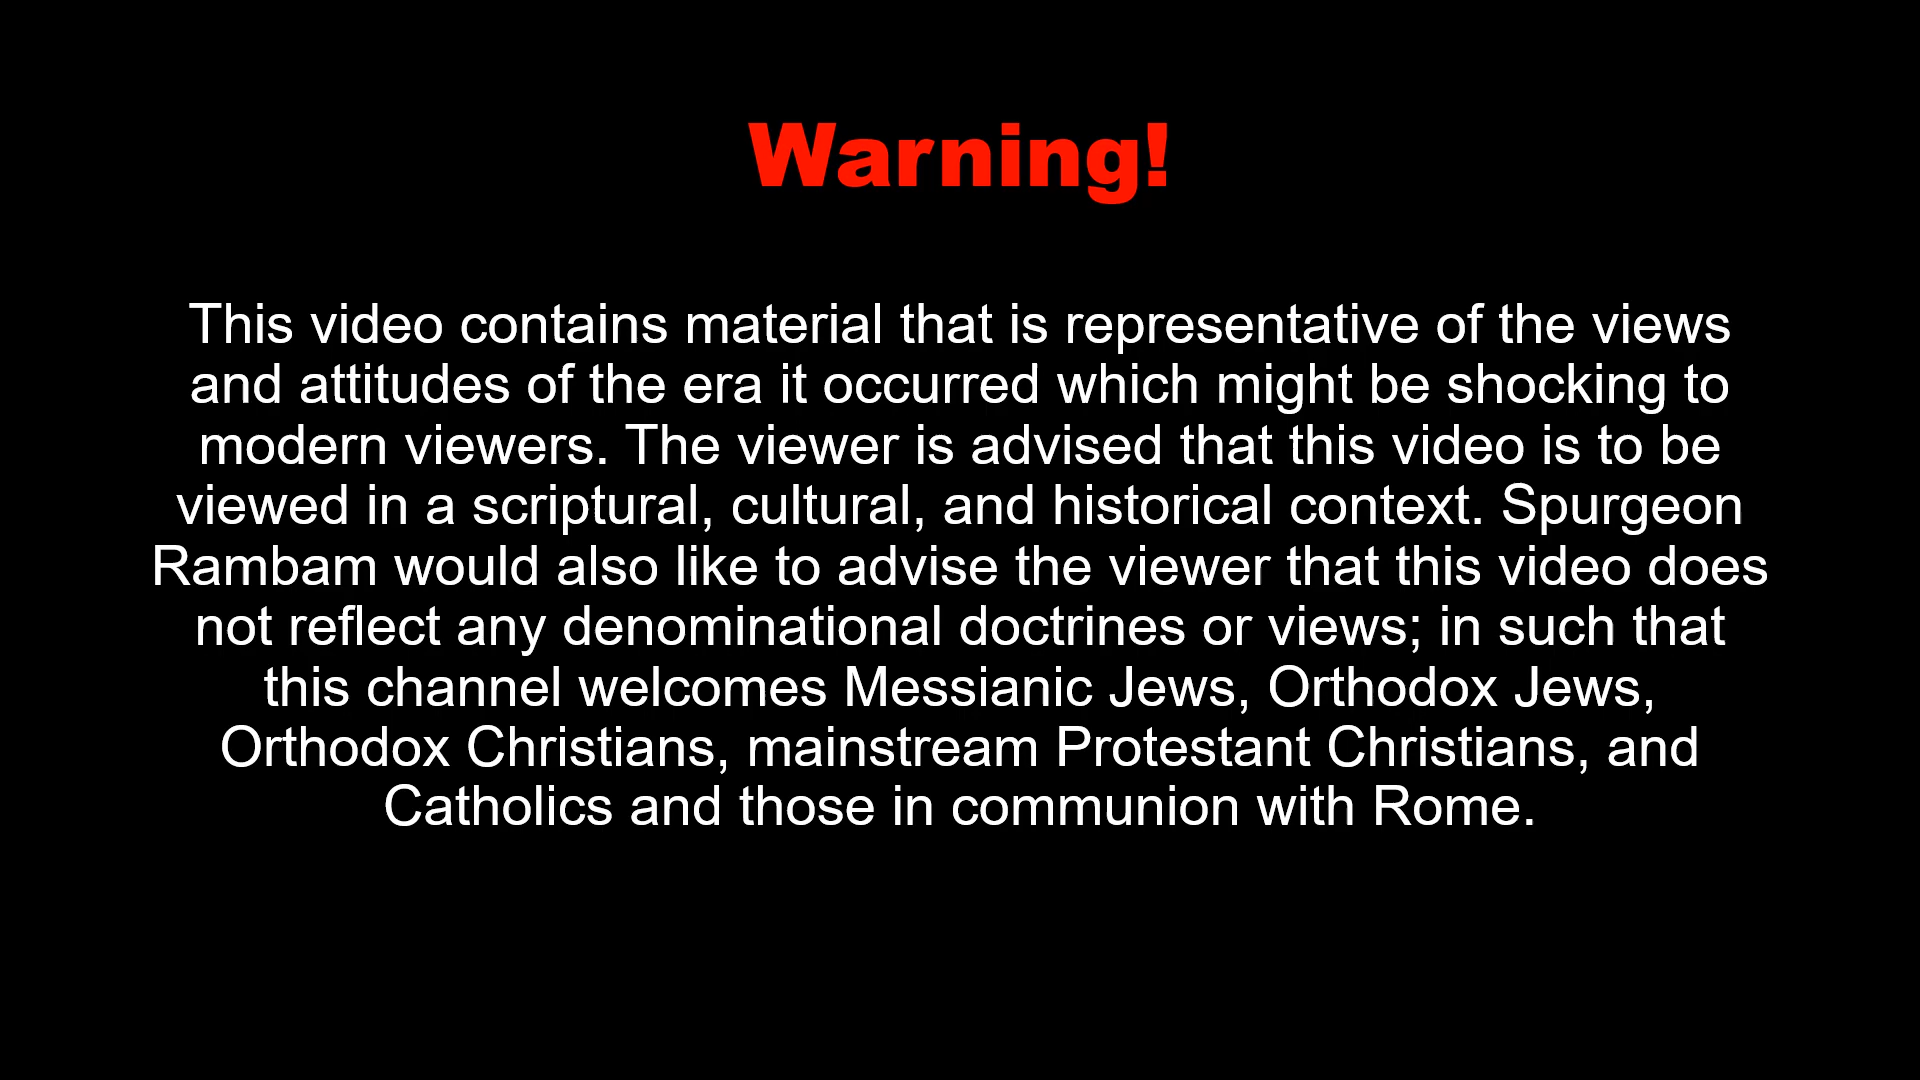 Warning!
This video contains material that is representative of the views
and attitudes of the era it occurred which might be shocking to
modern viewers. The viewer is advised that this video is to be
viewed in a scriptural, cultural, and historical context. Spurgeon
Rambam would also like to advise the viewer that this video does
not reflect any denominational doctrines or views; in such that
this channel welcomes Messianic Jews, Orthodox Jews,
Orthodox Christians, mainstream Protestant Christians, and
Catholics and those in communion with Rome.